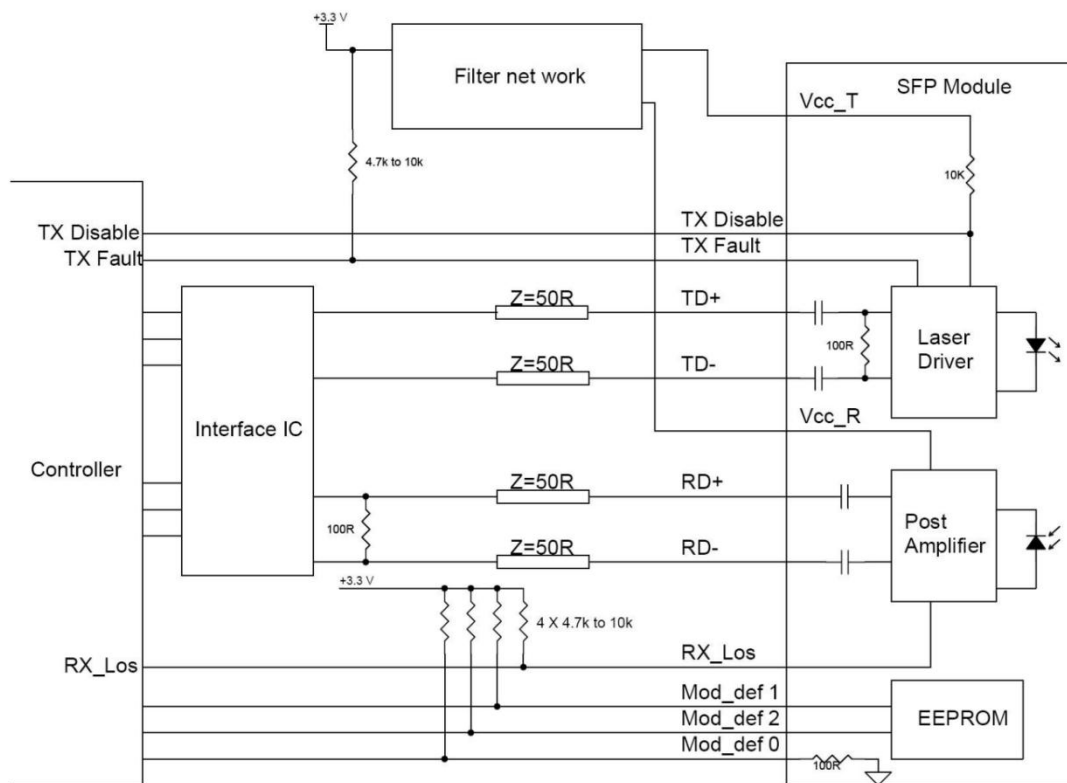 +3.3 V
Filter net work
SFP Module
Vcc_T
4.7k to 10k
10K
TX Disable
TX Disable
TX Fault
TX Fault
Z=50R
TD+
100R
Laser
Driver
Z=50R
TD-
Vcc_R
Interface IC
Controller
Z=50R
RD+
100R
Post
Amplifier
Z=50R
RD-
+3.3 V
4 X 4.7k to 10k
RX_Los
RX_Los
Mod_def 1
EEPROM
Mod_def 2
Mod_def 0
100R